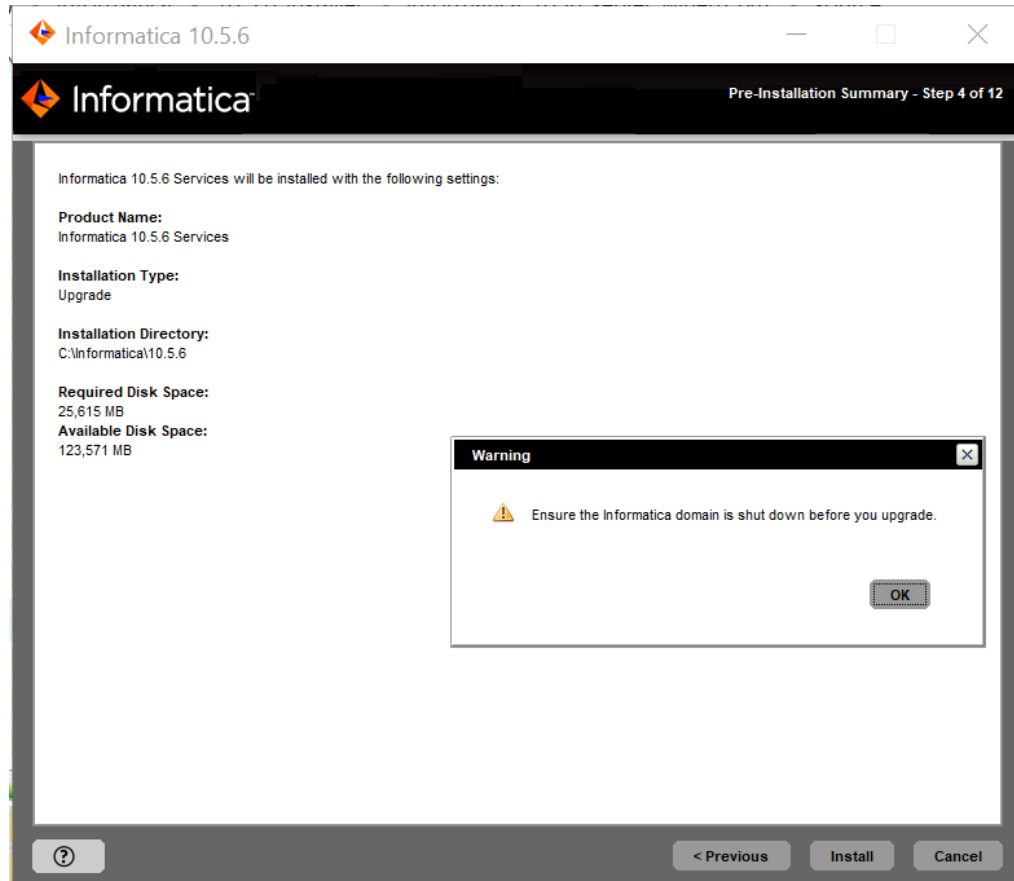 Informatica 10.5.6
Informatica
Pre-Installation Summary - Step 4 of 12
Informatica 10.5.6 Services will be installed with the following settings:
Product Name:
Informatica 10.5.6 Services
Installation Type:
Upgrade
Installation Directory:
C:\Informatica\10.5.6
Required Disk Space:
25,615 MB
Available Disk Space:
123,571 MB
Warning
Ensure the Informatica domain is shut down before you upgrade.
OK
?
< Previous
Install
Cancel